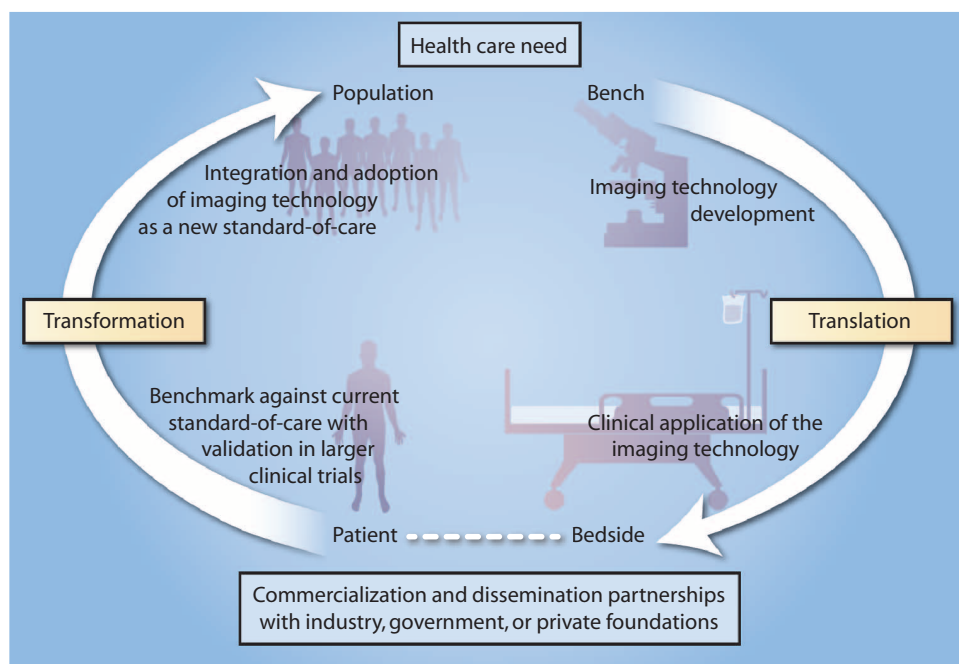 Health care need
Population
Bench
Integration and adoption
of imaging technology
as a new standard-of-care
Imaging technology
development
Transformation
Translation
Benchmark against current
standard-of-care with
validation in larger
clinical trials
Clinical application of the
imaging technology
Patient
Bedside
Commercialization and dissemination partnerships
with industry, government, or private foundations